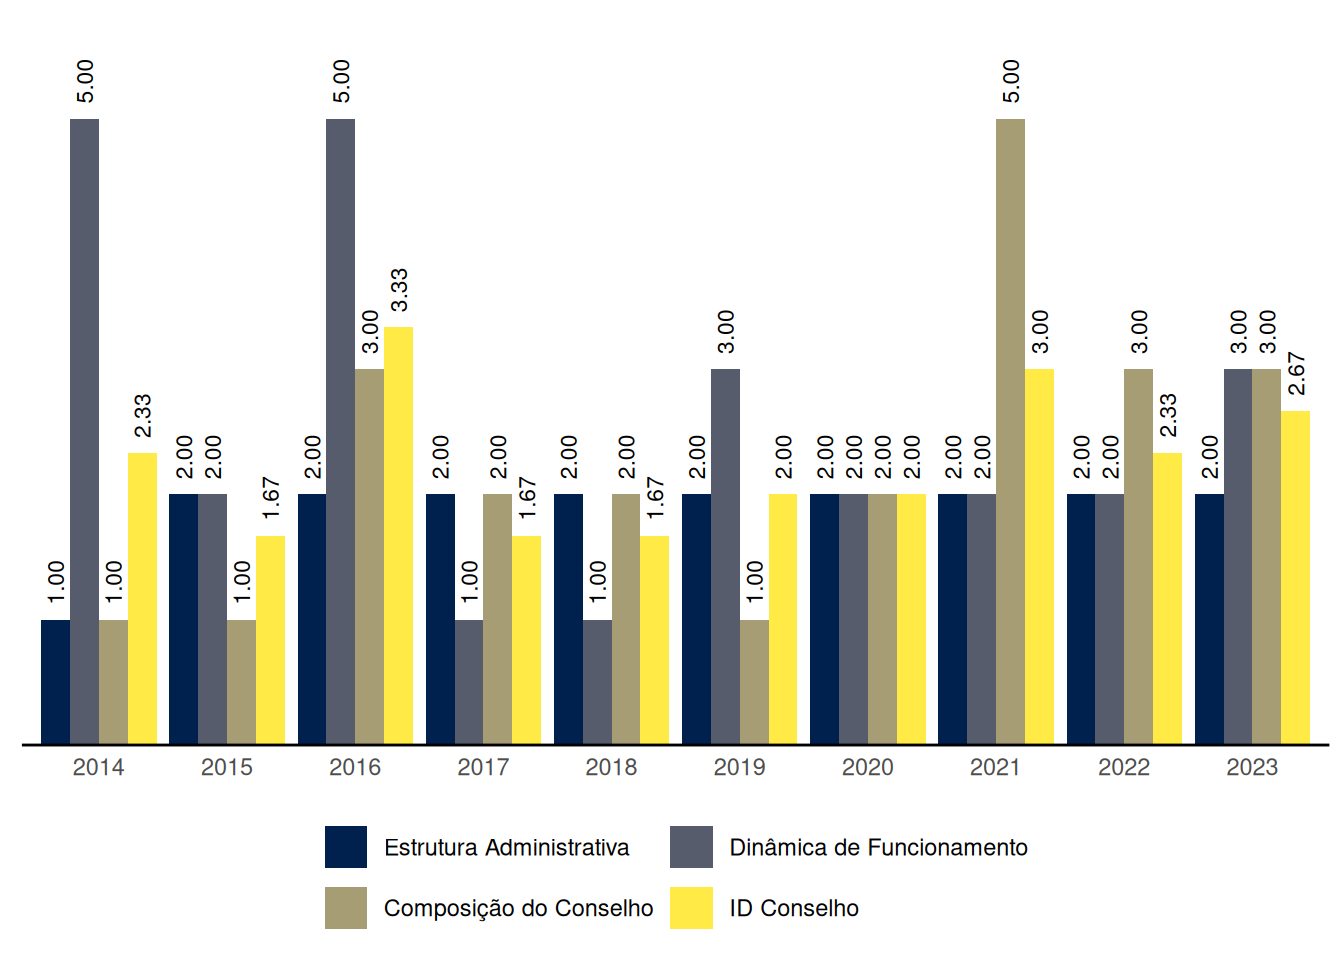 1.00 5.00 1.00 2.33 2.00 2.00 1.00 1.67 2.00 5.00 3.00 3.33 2.00 1.00 2.00 1.67 2.00 1.00 2.00 1.67 2.00 3.00 1.00 2.00 2.00 2.00 2.00 2.00 2.00 2.00 5.00 3.00 2.00 2.00 3.00 2.33 2.00 3.00 3.00 2.67
2014 2015 2016 2017 2018 2019 2020 2021 2022 2023
Estrutura Administrativa Dinâmica de Funcionamento
Composição do Conselho ID Conselho